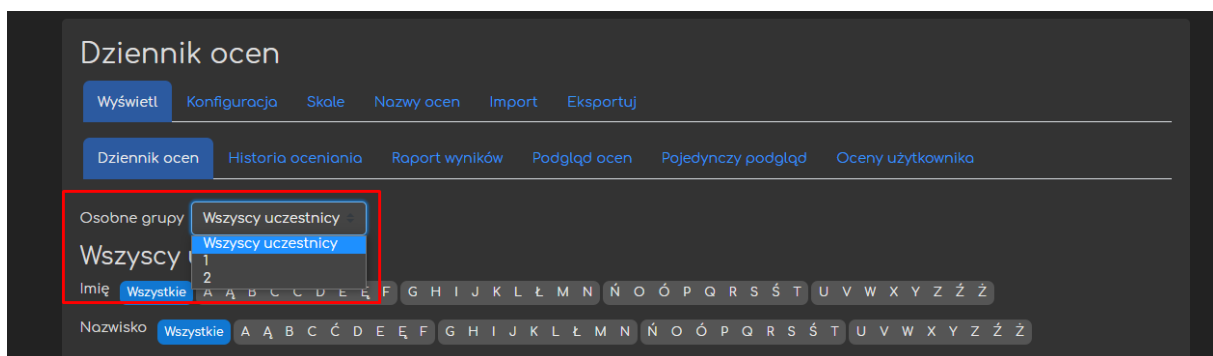 Dziennik ocen
Wyświetl Konfiguracja Skale Nazwy ocen Import Eksportuj
Dziennik ocen Historia oceniania Raport wyników Podgląd ocen Pojedynczy podgląd Oceny użytkownika
Osobne grupy Wszyscy uczestnicy
Wszyscy uczestnicy
1
2
Wszyscy
Imię Wszystkie A Ą B C Ć D E Ę F G H I J K L Ł M N Ń O Ó P Q R S Ś T U V W X Y Z Ź Ż
Nazwisko Wszystkie A Ą B C Ć D E Ę F G H I J K L Ł M N Ń O Ó P Q R S Ś T U V W X Y Z Ź Ż